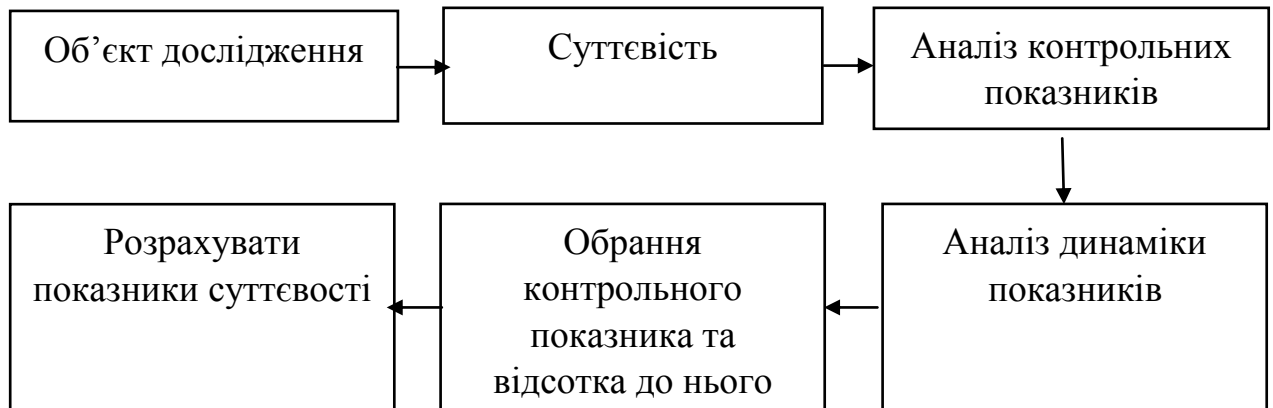 Об’єкт дослідження
Суттєвість
Аналіз контрольних
показників
Розрахувати
показники суттєвості
Обрання
контрольного
показника та
відсотка до нього
Аналіз динаміки
показників